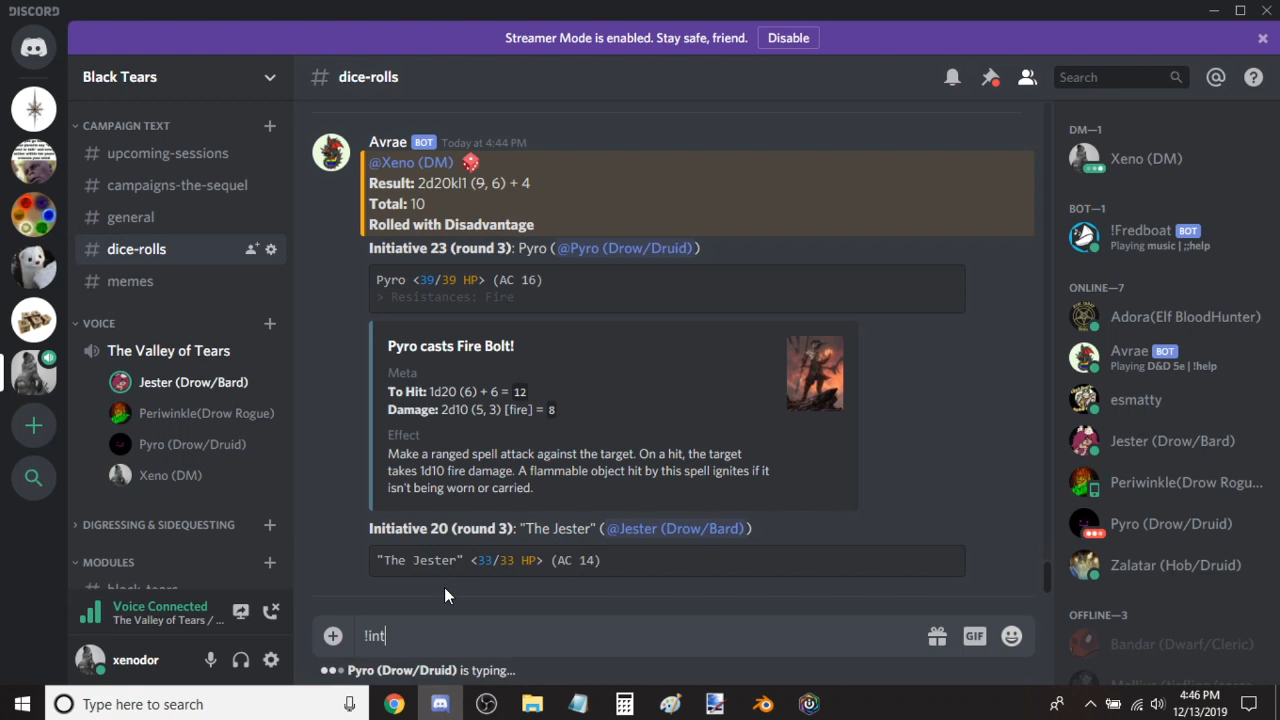 DISCORD
Streamer Mode is enabled. Stay safe, friend. Disable
Black Tears
# dice-rolls
Search
CAMPAIGN TEXT
# upcoming-sessions
# campaigns-the-sequel
# general
# dice-rolls
# memes
VOICE
The Valley of Tears
Jester (Drow/Bard)
Periwinkle(Drow Rogue)
Pyro (Drow/Druid)
Xeno (DM)
DIGRESSING & SIDEQUESTING
MODULES
# black-tears
Voice Connected
The Valley of Tears / ...
xenodor
Avrae BOT Today at 4:44 PM
@Xeno (DM)
Result: 2d20kl1 (9, 6) + 4
Total: 10
Rolled with Disadvantage
Initiative 23 (round 3): Pyro ( @Pyro (Drow/Druid) )
Pyro <39/39 HP> (AC 16)
> Resistances: Fire
Pyro casts Fire Bolt!
Meta
To Hit: 1d20 (6) + 6 = 12
Damage: 2d10 (5, 3) [fire] = 8
Effect
Make a ranged spell attack against the target. On a hit, the target
takes 1d10 fire damage. A flammable object hit by this spell ignites if it
isn't being worn or carried.
Initiative 20 (round 3): "The Jester" ( @Jester (Drow/Bard) )
"The Jester" <33/33 HP> (AC 14)
!int
GIF
Pyro (Drow/Druid) is typing...
DM—1
Xeno (DM)
BOT—1
!Fredboat BOT
Playing music | ;;help
ONLINE—7
Adora(Elf BloodHunter)
Avrae BOT
Playing D&D 5e | !help
esmatty
Jester (Drow/Bard)
Periwinkle(Drow Rogu...
Pyro (Drow/Druid)
Zalatar (Hob/Druid)
OFFLINE—3
Bandar (Dwarf/Cleric)
Type here to search
4:46 PM
12/13/2019